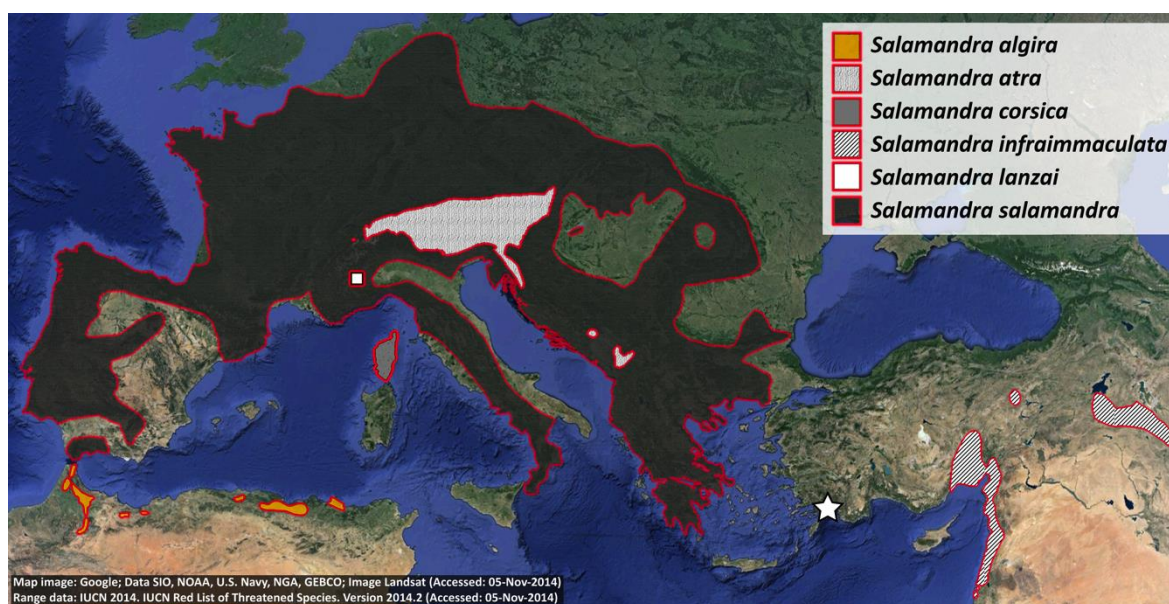 Salamandra algira
Salamandra atra
Salamandra corsica
Salamandra infraimmaculata
Salamandra lanzai
Salamandra salamandra
Map image: Google; Data SIO, NOAA, U.S. Navy, NGA, GEBCO; Image Landsat (Accessed: 05-Nov-2014)
Range data: IUCN 2014. IUCN Red List of Threatened Species. Version 2014.2 (Accessed: 05-Nov-2014)